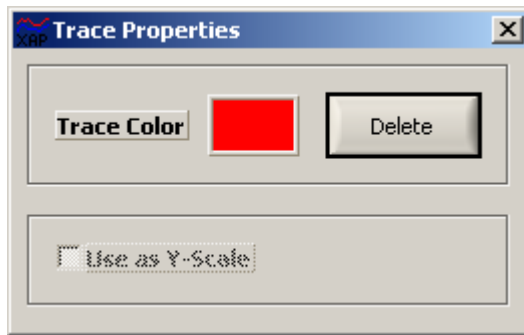 XAP Trace Properties
Trace Color
Delete
Use as Y-Scale